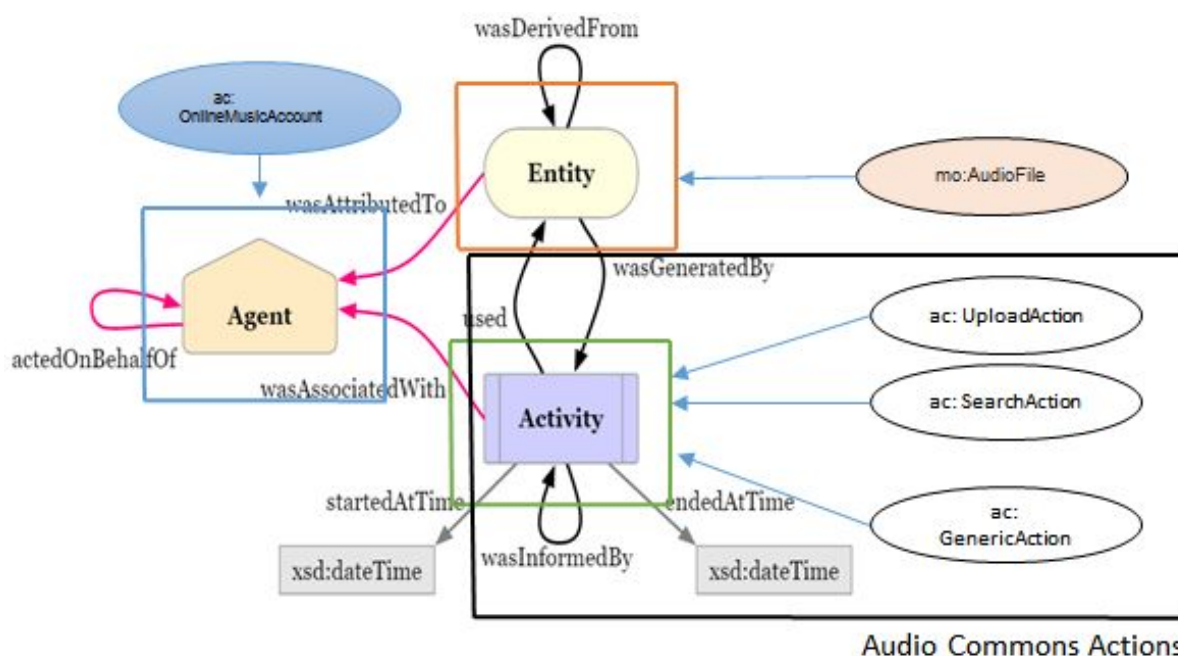 wasDerivedFrom
ac:
OnlineMusicAccount
Entity
mo:AudioFile
wasAttributedTo
wasGeneratedBy
Agent
used
ac: UploadAction
actedOnBehalfOf
wasAssociatedWith
ac: SearchAction
Activity
startedAtTime
endedAtTime
ac:
GenericAction
wasInformedBy
xsd:dateTime
xsd:dateTime
Audio Commons Actions